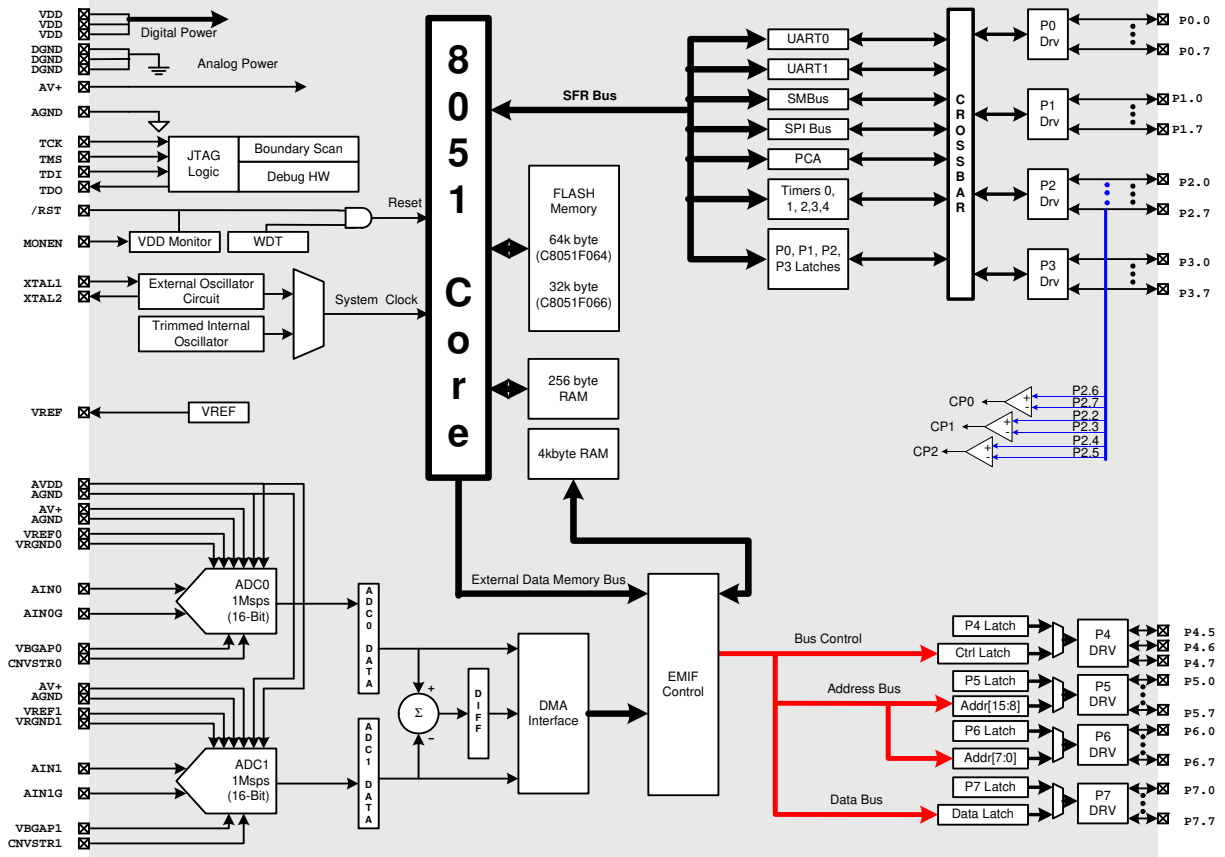 VDD
VDD
VDD
Digital Power
DGND
DGND
DGND
Analog Power
AV+
AGND
TCK
TMS
TDI
TDO
JTAG
Logic
Boundary Scan
Debug HW
/RST
Reset
MONEN
VDD Monitor
WDT
XTAL1
XTAL2
External Oscillator
Circuit
System Clock
Trimmed Internal
Oscillator
VREF
VREF
8051 Core
FLASH
Memory
64k byte
(C8051F064)
32k byte
(C8051F066)
256 byte
RAM
4kbyte RAM
SFR Bus
UART0
UART1
SMBus
SPI Bus
PCA
Timers 0,
1, 2,3,4
P0, P1, P2,
P3 Latches
CROSSBAR
P0
Drv
P0.0
P0.7
P1
Drv
P1.0
P1.7
P2
Drv
P2.0
P2.7
P3
Drv
P3.0
P3.7
CP0
+
-
P2.6
P2.7
CP1
+
-
P2.2
P2.3
CP2
+
-
P2.4
P2.5
AVDD
AGND
AV+
AGND
VREF0
VRGND0
AIN0
AIN0G
VBGAP0
CNVSTR0
ADC0
1Msps
(16-Bit)
AV+
AGND
VREF1
VRGND1
AIN1
AIN1G
VBGAP1
CNVSTR1
ADC1
1Msps
(16-Bit)
ADC0 DATA
ADC1 DATA
+
Σ
−
DIFF
DMA
Interface
External Data Memory Bus
EMIF
Control
Bus Control
Address Bus
Data Bus
P4 Latch
Ctrl Latch
P4
DRV
P4.5
P4.6
P4.7
P5 Latch
Addr[15:8]
P5
DRV
P5.0
P5.7
P6 Latch
Addr[7:0]
P6
DRV
P6.0
P6.7
P7 Latch
Data Latch
P7
DRV
P7.0
P7.7